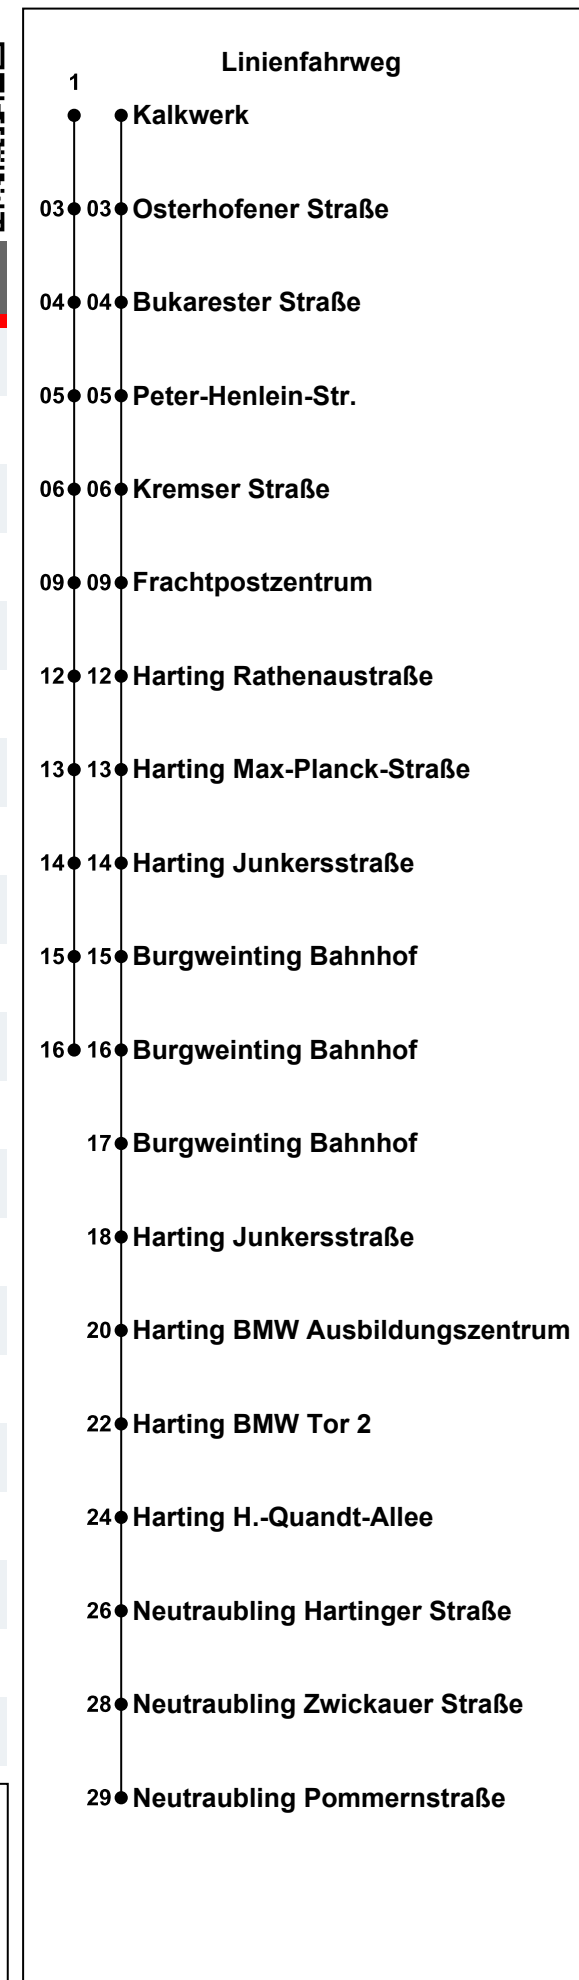 Linienfahrweg
1
Kalkwerk
03 03 Osterhofener Straße
04 04 Bukarester Straße
05 05 Peter-Henlein-Str.
06 06 Kremser Straße
09 09 Frachtpostzentrum
12 12 Harting Rathenaustraße
13 13 Harting Max-Planck-Straße
14 14 Harting Junkersstraße
15 15 Burgweinting Bahnhof
16 16 Burgweinting Bahnhof
17 Burgweinting Bahnhof
18 Harting Junkersstraße
20 Harting BMW Ausbildungszentrum
22 Harting BMW Tor 2
24 Harting H.-Quandt-Allee
26 Neutraubling Hartinger Straße
28 Neutraubling Zwickauer Straße
29 Neutraubling Pommernstraße